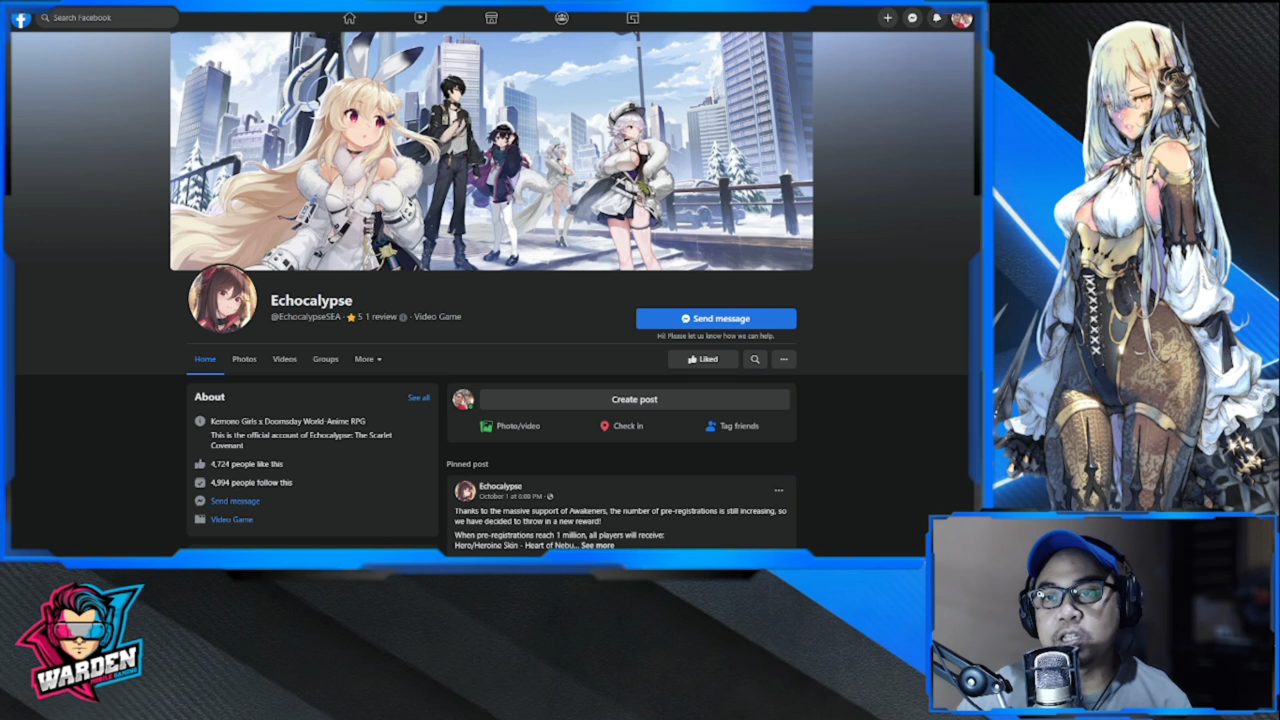 Search Facebook
Echocalypse
@EchocalypseSEA · 5 1 review · Video Game
Send message
Hi! Please let us know how we can help.
Home
Photos
Videos
Groups
More
Liked
About
See all
Kemono Girls x Doomsday World-Anime RPG
This is the official account of Echocalypse: The Scarlet
Covenant
4,724 people like this
4,994 people follow this
Send message
Video Game
Create post
Photo/video
Check in
Tag friends
Pinned post
Echocalypse
October 1 at 6:00 PM ·
Thanks to the massive support of Awakeners, the number of pre-registrations is still increasing, so
we have decided to throw in a new reward!
When pre-registrations reach 1 million, all players will receive:
Hero/Heroine Skin - Heart of Nebu... See more
WARDEN
MOBILE GAMING